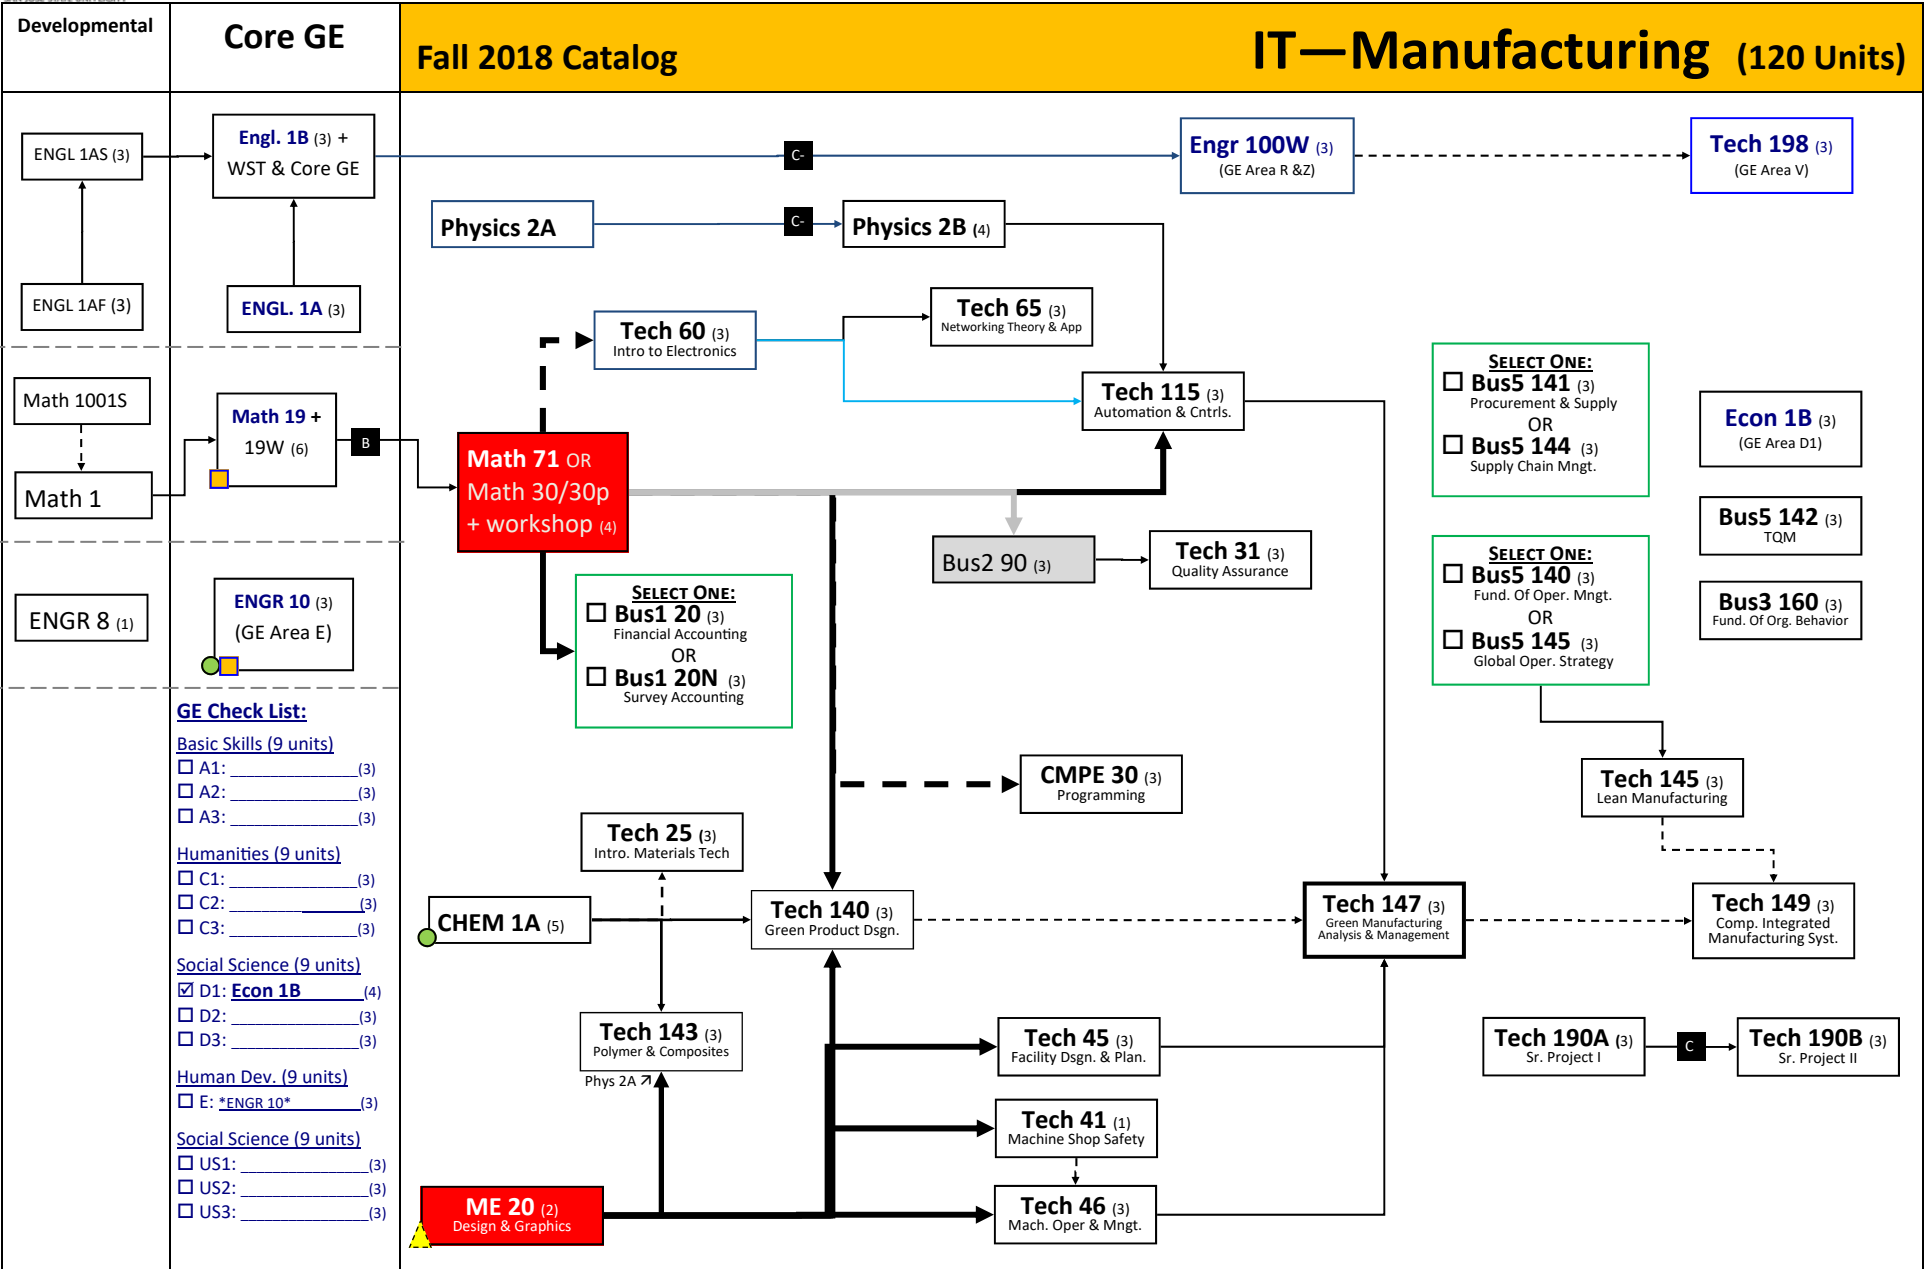 Developmental
Core GE
Fall 2018 Catalog
IT—Manufacturing (120 Units)
ENGL 1AS (3)
Engl. 1B (3) +
WST & Core GE
C-
Engr 100W (3)
(GE Area R &Z)
Tech 198 (3)
(GE Area V)
Physics 2A
C-
Physics 2B (4)
ENGL 1AF (3)
ENGL. 1A (3)
Tech 60 (3)
Intro to Electronics
Tech 65 (3)
Networking Theory & App
Tech 115 (3)
Automation & Cntrls.
SELECT ONE:
☐ Bus5 141 (3)
Procurement & Supply
OR
☐ Bus5 144 (3)
Supply Chain Mngt.
Econ 1B (3)
(GE Area D1)
Math 1001S
Math 1
Math 19 +
19W (6)
B
Math 71 OR
Math 30/30p
+ workshop (4)
Bus2 90 (3)
Tech 31 (3)
Quality Assurance
Bus5 142 (3)
TQM
SELECT ONE:
☐ Bus5 140 (3)
Fund. Of Oper. Mngt.
OR
☐ Bus5 145 (3)
Global Oper. Strategy
Bus3 160 (3)
Fund. Of Org. Behavior
ENGR 8 (1)
ENGR 10 (3)
(GE Area E)
SELECT ONE:
☐ Bus1 20 (3)
Financial Accounting
OR
☐ Bus1 20N (3)
Survey Accounting
GE Check List:
Basic Skills (9 units)
☐ A1: ________________(3)
☐ A2: ________________(3)
☐ A3: ________________(3)
Humanities (9 units)
☐ C1: ________________(3)
☐ C2: ________________(3)
☐ C3: ________________(3)
Social Science (9 units)
☑ D1: Econ 1B________(4)
☐ D2: ________________(3)
☐ D3: ________________(3)
Human Dev. (9 units)
☐ E: *ENGR 10*________(3)
Social Science (9 units)
☐ US1: ________________(3)
☐ US2: ________________(3)
☐ US3: ________________(3)
CMPE 30 (3)
Programming
Tech 145 (3)
Lean Manufacturing
Tech 25 (3)
Intro. Materials Tech
CHEM 1A (5)
Tech 140 (3)
Green Product Dsgn.
Tech 147 (3)
Green Manufacturing
Analysis & Management
Tech 149 (3)
Comp. Integrated
Manufacturing Syst.
Tech 143 (3)
Polymer & Composites
Phys 2A ↗
Tech 45 (3)
Facility Dsgn. & Plan.
Tech 190A (3)
Sr. Project I
C
Tech 190B (3)
Sr. Project II
Tech 41 (1)
Machine Shop Safety
ME 20 (2)
Design & Graphics
Tech 46 (3)
Mach. Oper & Mngt.